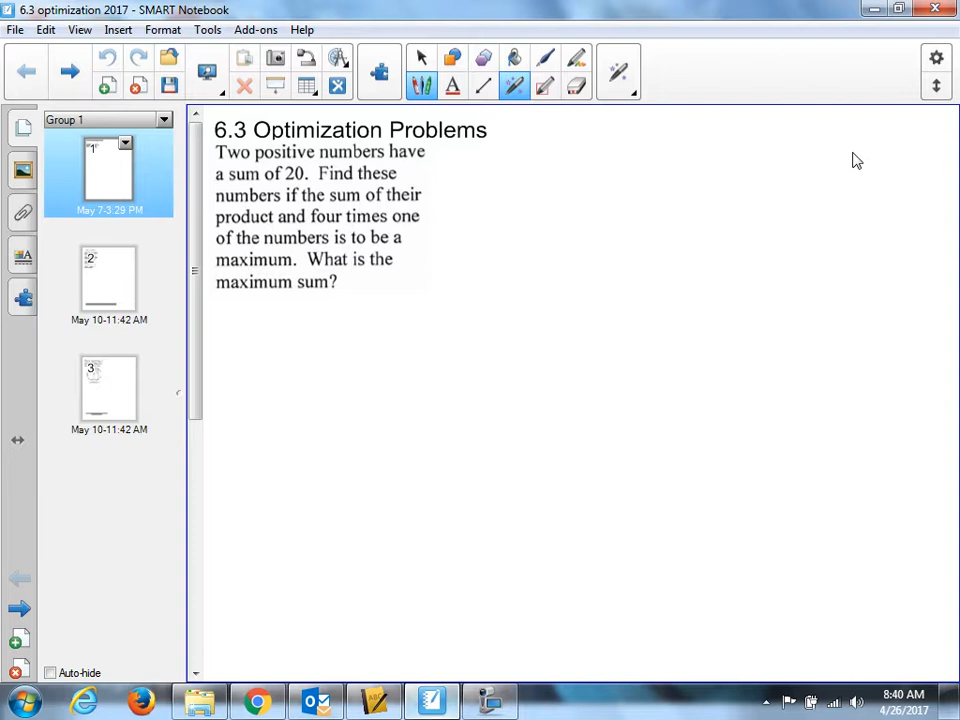 6.3 optimization 2017 - SMART Notebook
File Edit View Insert Format Tools Add-ons Help
Group 1
1
May 7-3:29 PM
2
May 10-11:42 AM
3
May 10-11:42 AM
Auto-hide
6.3 Optimization Problems
Two positive numbers have
a sum of 20. Find these
numbers if the sum of their
product and four times one
of the numbers is to be a
maximum. What is the
maximum sum?
8:40 AM
4/26/2017